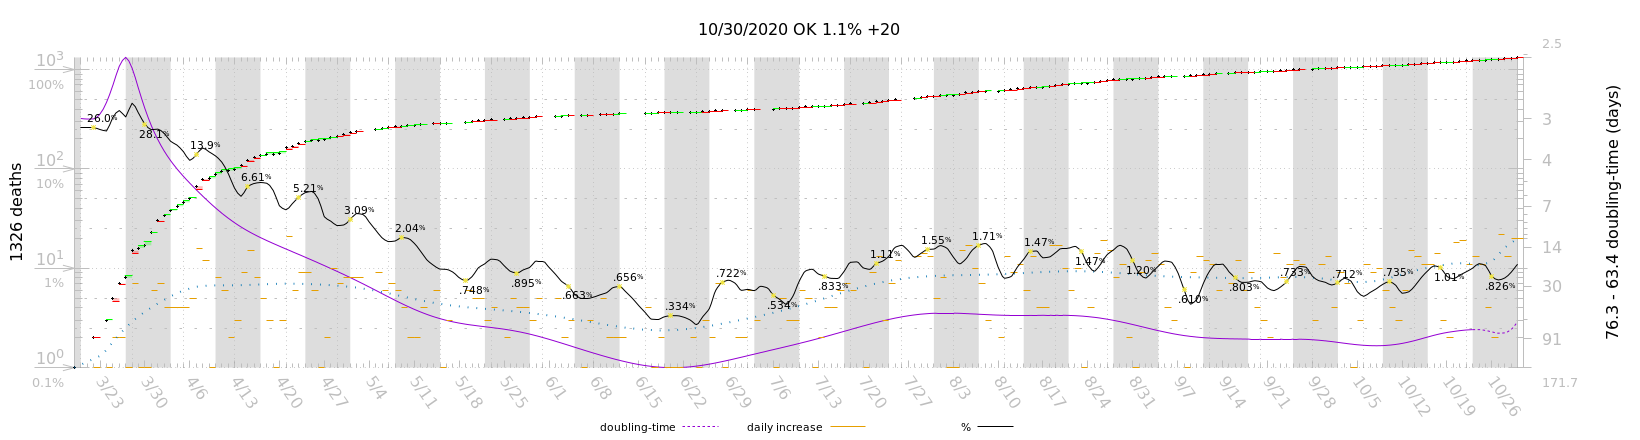 10/30/2020 OK 1.1% +20
10³ 2.5
100%
26.0% 28.1% 13.9% 3
10² 4
10% 6.61% 5.21% 3.09% 2.04% 7
1326 deaths
76.3 - 63.4 doubling-time (days)
10¹ 14
1% .748% .895% .663% .656% .334% .722% .534% .833% 1.11% 1.55% 1.71% 1.47% 1.47% 1.20% .610% .803% .733% .712% .735% 1.01% .826% 30
10⁰ 91
0.1% 171.7
3/23 3/30 4/6 4/13 4/20 4/27 5/4 5/11 5/18 5/25 6/1 6/8 6/15 6/22 6/29 7/6 7/13 7/20 7/27 8/3 8/10 8/17 8/24 8/31 9/7 9/14 9/21 9/28 10/5 10/12 10/19 10/26
doubling-time daily increase %